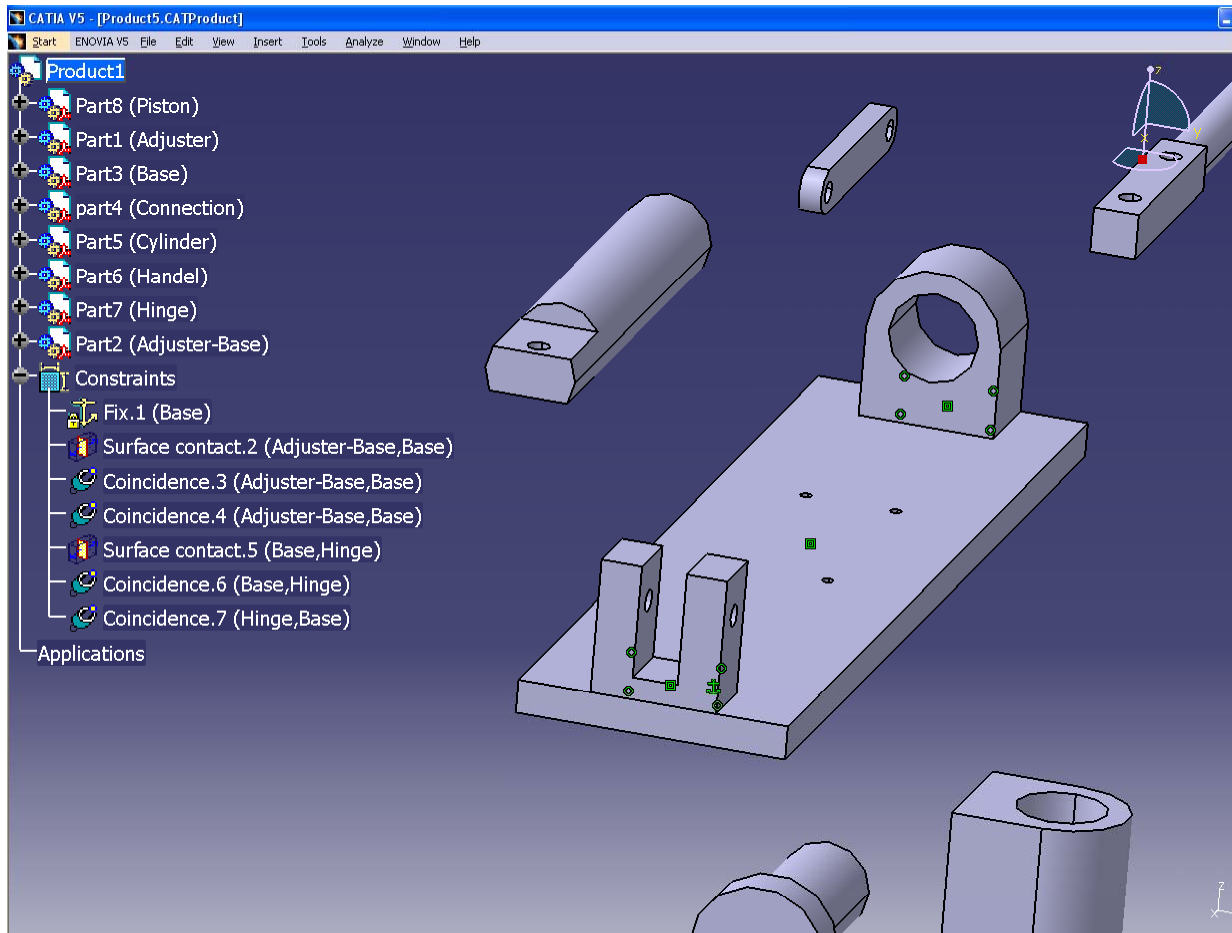 CATIA V5 - [Product5.CATProduct]
Start ENOVIA V5 File Edit View Insert Tools Analyze Window Help
Product1
Part8 (Piston)
Part1 (Adjuster)
Part3 (Base)
part4 (Connection)
Part5 (Cylinder)
Part6 (Handel)
Part7 (Hinge)
Part2 (Adjuster-Base)
Constraints
Fix.1 (Base)
Surface contact.2 (Adjuster-Base,Base)
Coincidence.3 (Adjuster-Base,Base)
Coincidence.4 (Adjuster-Base,Base)
Surface contact.5 (Base,Hinge)
Coincidence.6 (Base,Hinge)
Coincidence.7 (Hinge,Base)
Applications
z
y
x
z
x